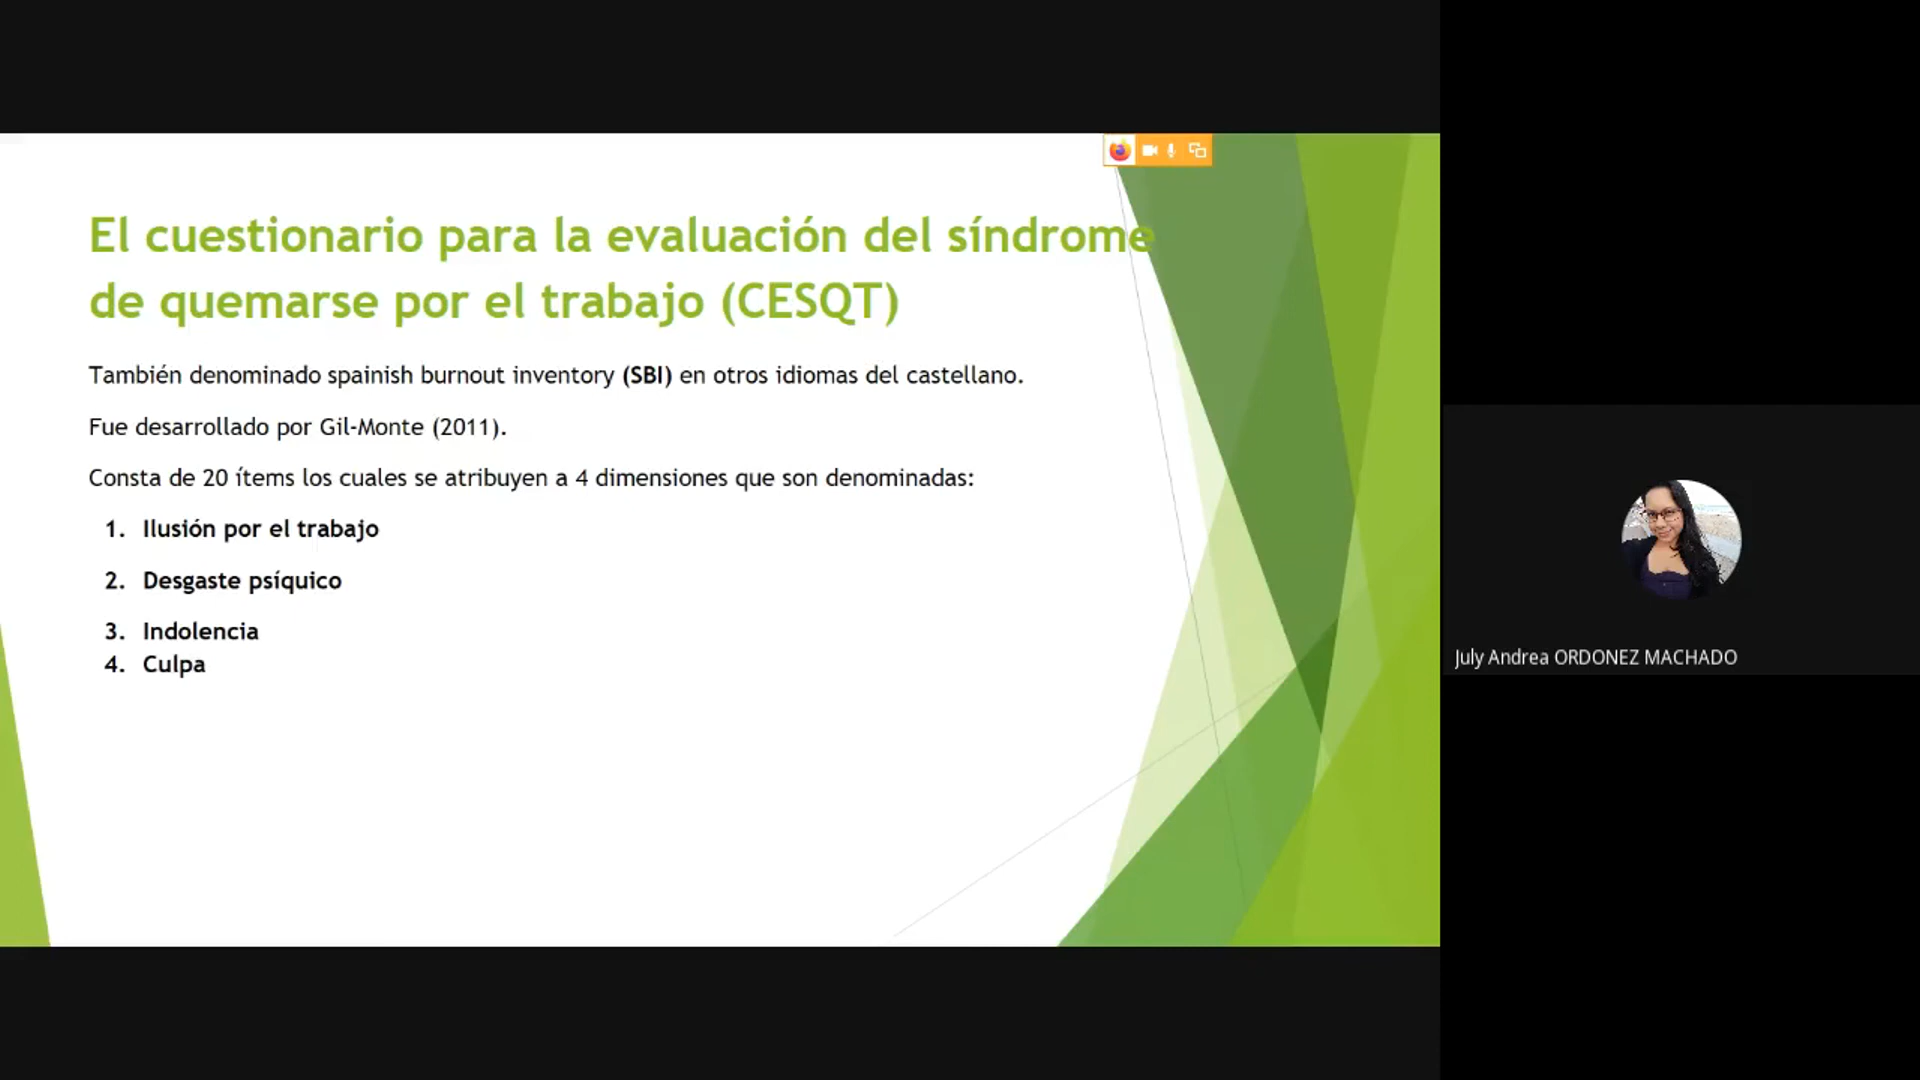 El cuestionario para la evaluación del síndrome
de quemarse por el trabajo (CESQT)
También denominado spainish burnout inventory (SBI) en otros idiomas del castellano.
Fue desarrollado por Gil-Monte (2011).
Consta de 20 ítems los cuales se atribuyen a 4 dimensiones que son denominadas:
1. Ilusión por el trabajo
2. Desgaste psíquico
3. Indolencia
4. Culpa
July Andrea ORDONEZ MACHADO